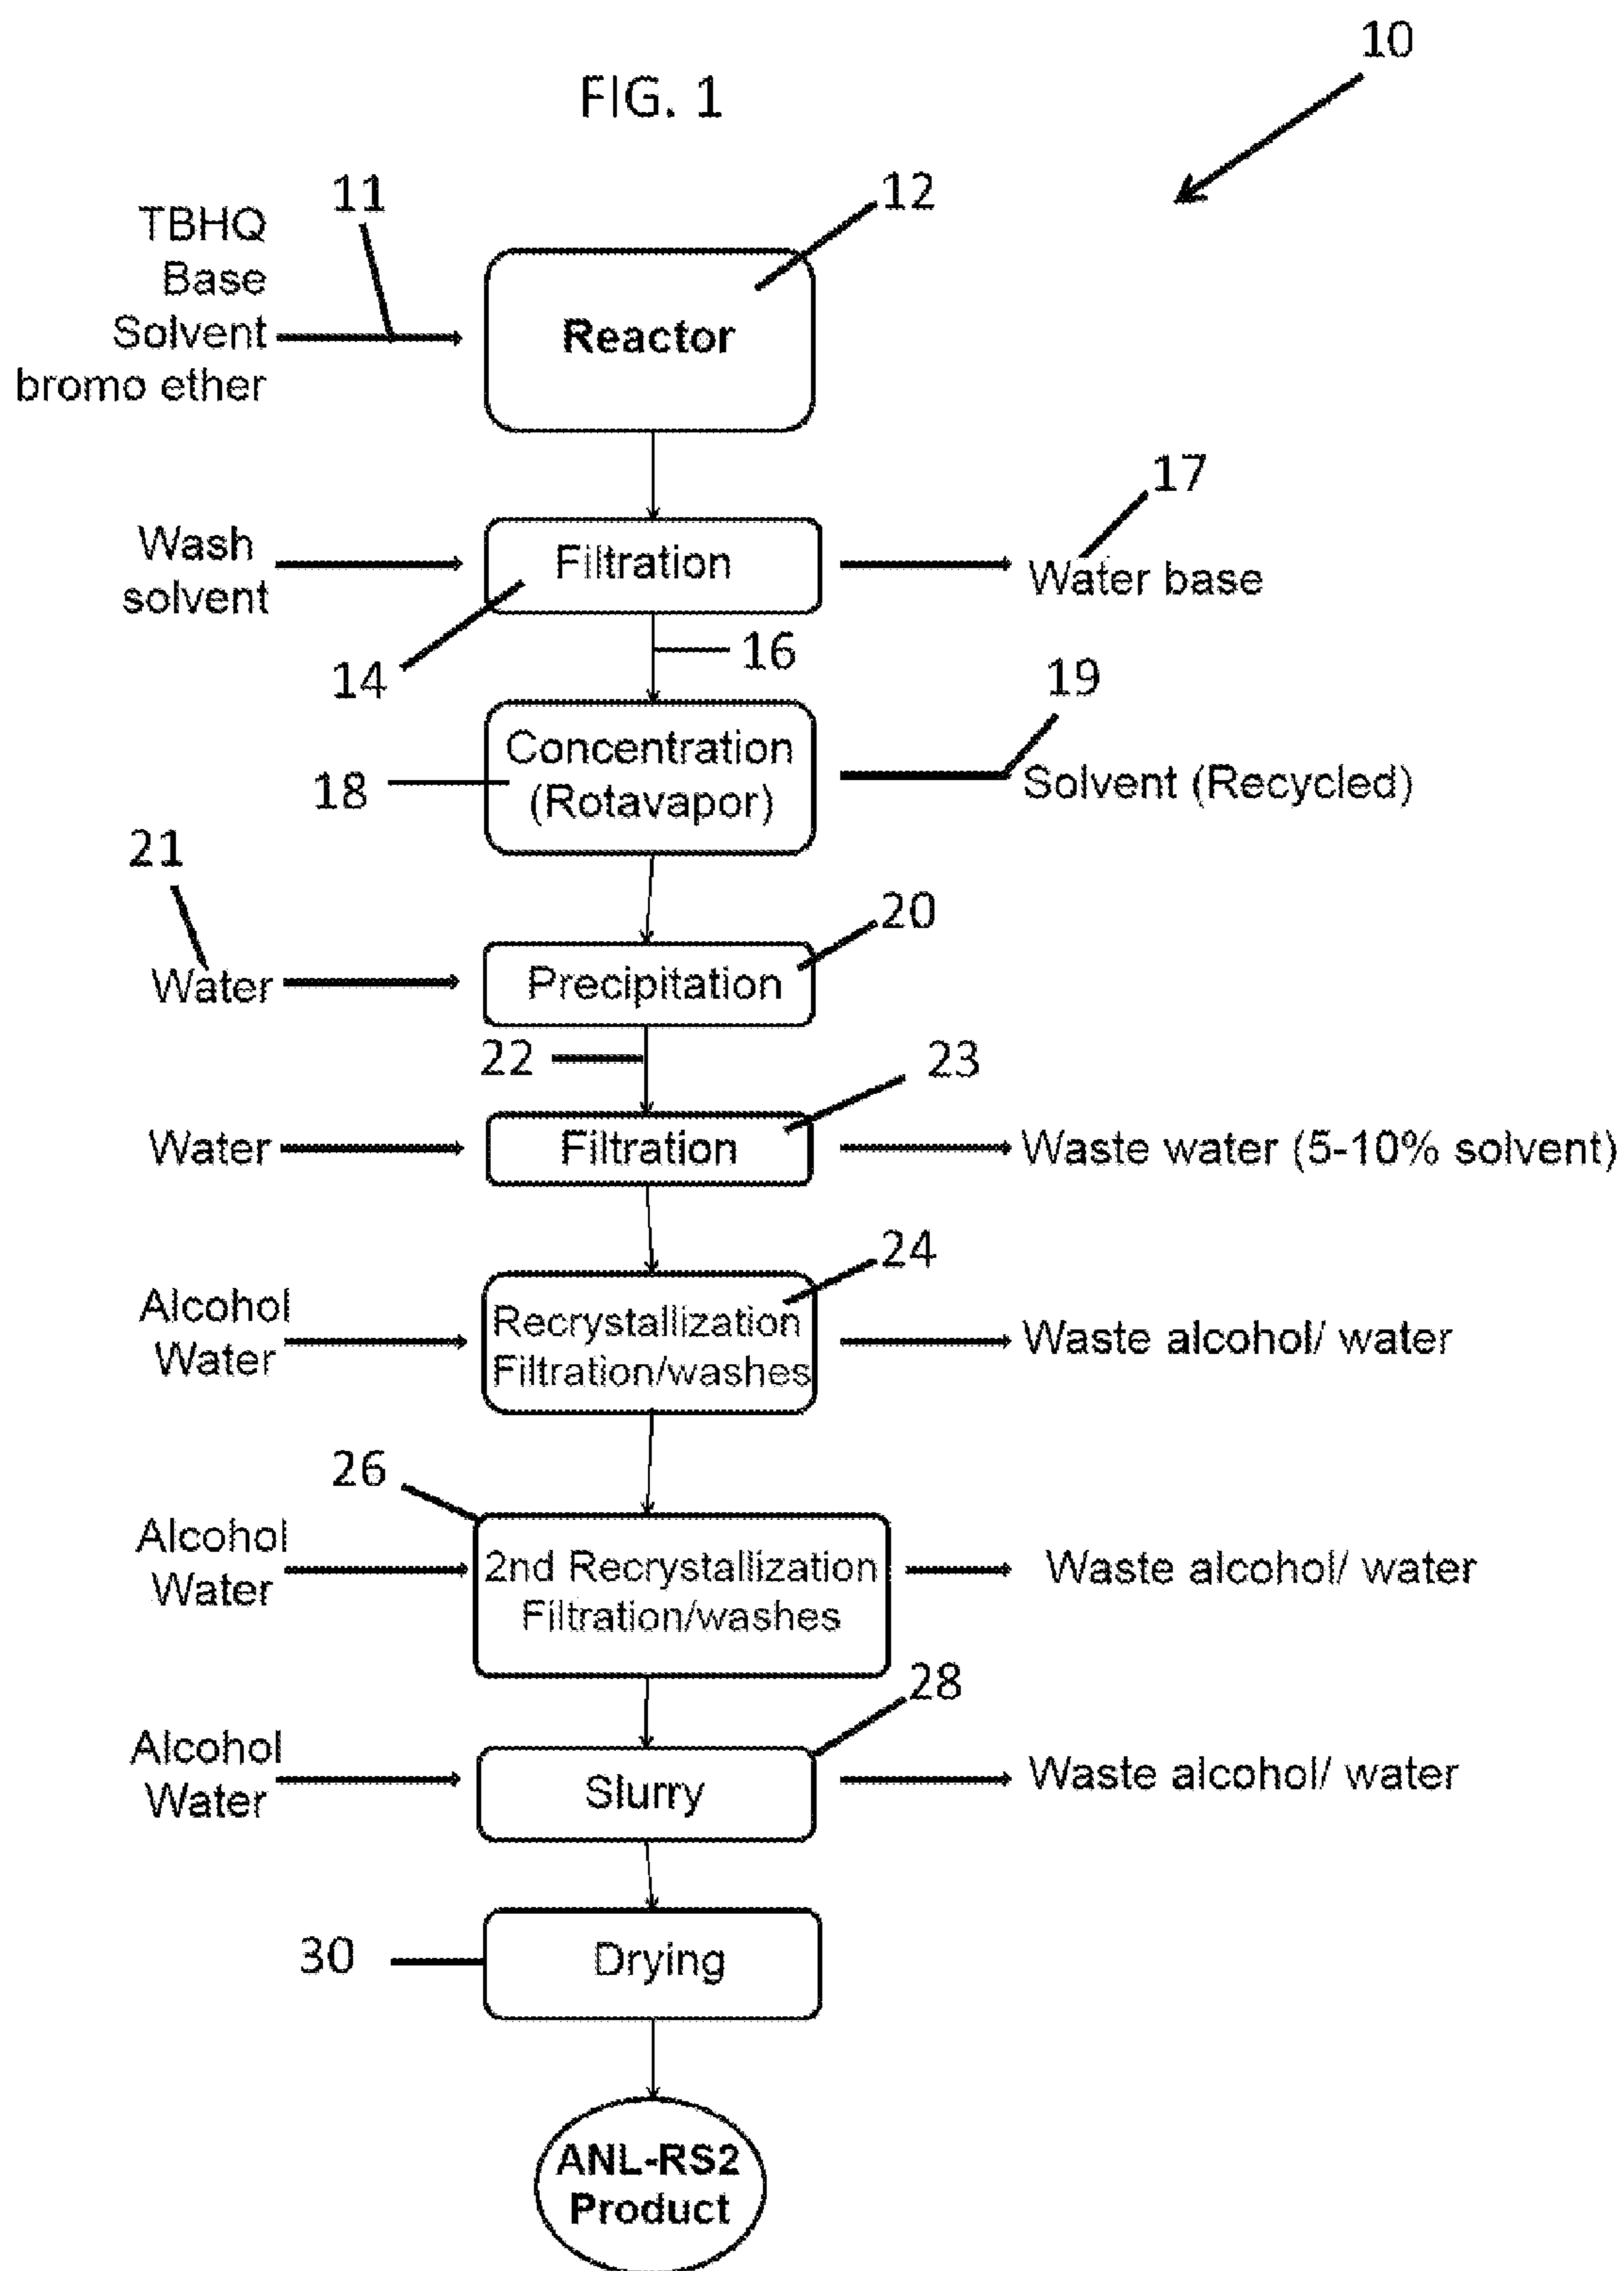 10
FIG. 1
11
12
TBHQ
Base
Solvent
bromo ether
Reactor
17
Wash
solvent
Filtration
Water base
14
16
19
Concentration
(Rotavapor)
18
Solvent (Recycled)
21
20
Water
Precipitation
22
23
Water
Filtration
Waste water (5-10% solvent)
24
Alcohol
Water
Recrystallization
Filtration/washes
Waste alcohol/ water
26
Alcohol
Water
2nd Recrystallization
Filtration/washes
Waste alcohol/ water
28
Alcohol
Water
Slurry
Waste alcohol/ water
30
Drying
ANL-RS2
Product